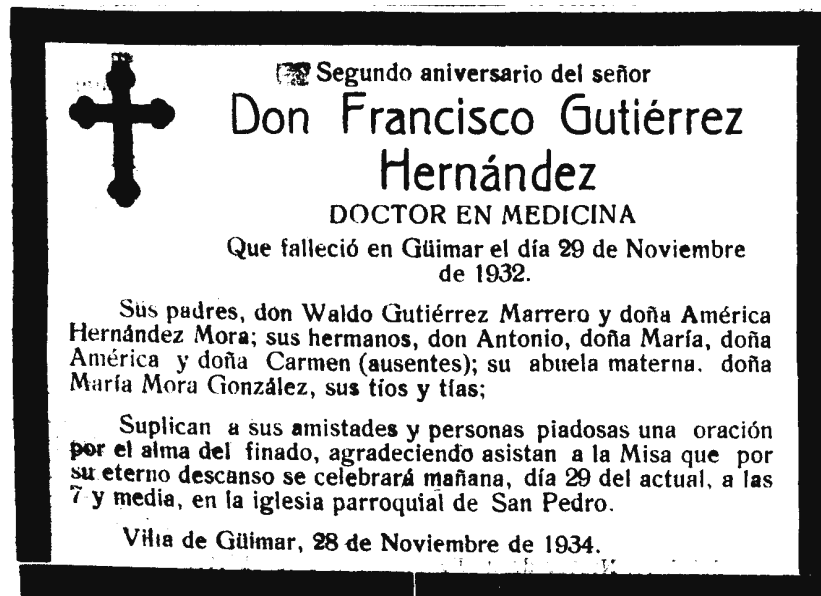 Segundo aniversario del señor
Don Francisco Gutiérrez
Hernández
DOCTOR EN MEDICINA
Que falleció en Güimar el día 29 de Noviembre
de 1932.
Sus padres, don Waldo Gutiérrez Marrero y doña América
Hernández Mora; sus hermanos, don Antonio, doña María, doña
América y doña Carmen (ausentes); su abuela materna. doña
María Mora González, sus tíos y tías;
Suplican a sus amistades y personas piadosas una oración
por el alma del finado, agradeciendo asistan a la Misa que por
su eterno descanso se celebrará mañana, día 29 del actual, a las
7 y media, en la iglesia parroquial de San Pedro.
Villa de Güimar, 28 de Noviembre de 1934.